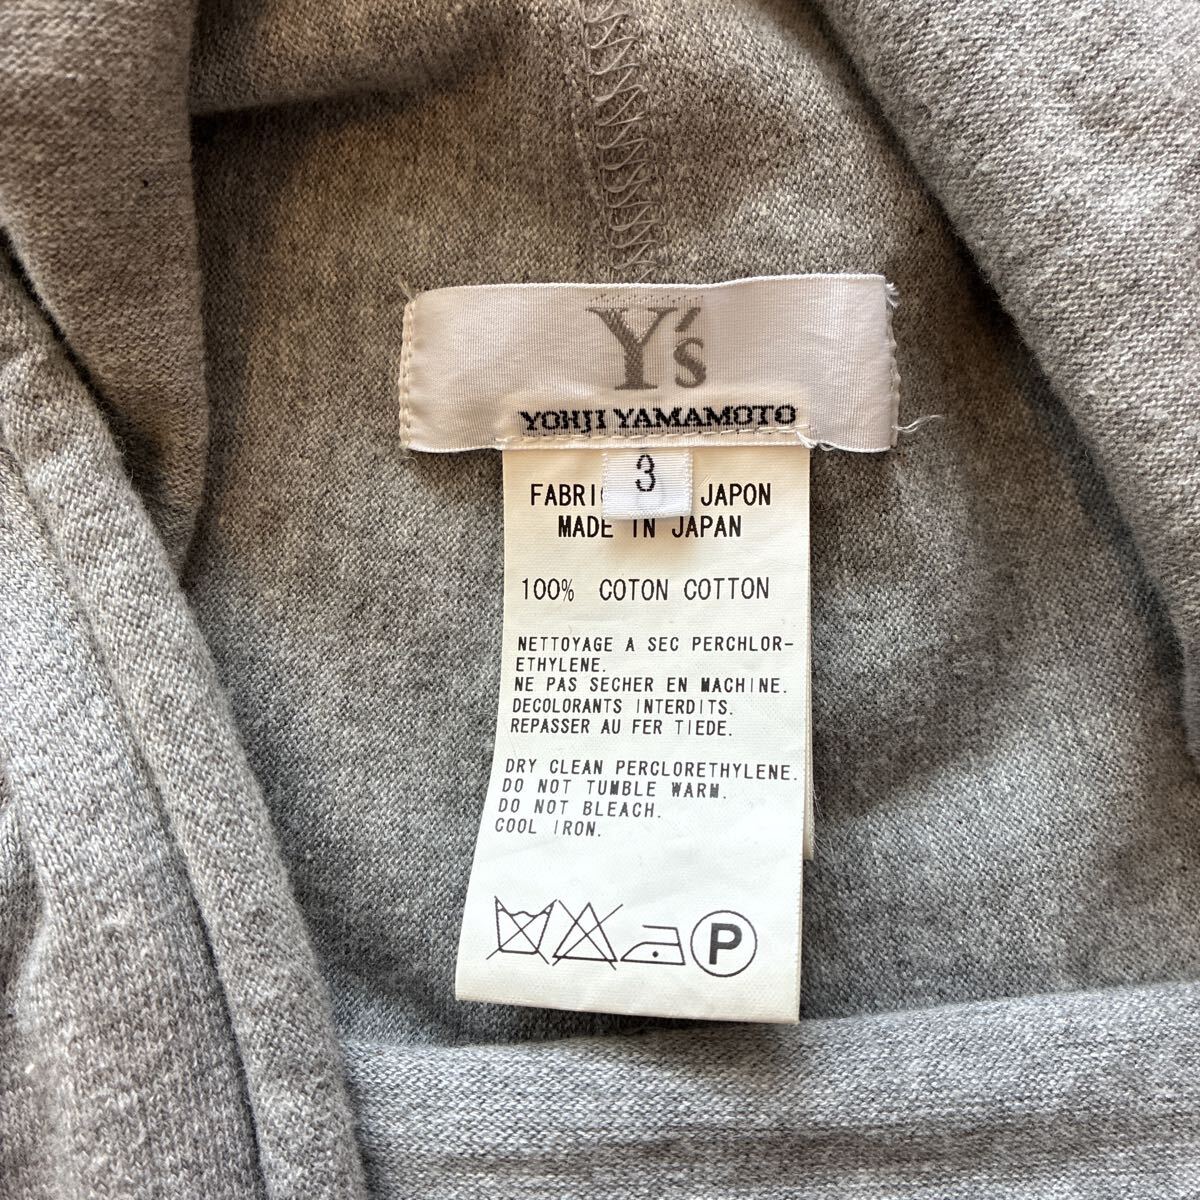 Y's
YOHJI YAMAMOTO
3
FABRI JAPON
MADE IN JAPAN
100% COTON COTTON
NETTOYAGE A SEC PERCHLOR-
ETHYLENE.
NE PAS SECHER EN MACHINE.
DECOLORANTS INTERDITS.
REPASSER AU FER TIEDE.
DRY CLEAN PERCLORETHYLENE.
DO NOT TUMBLE WARM.
DO NOT BLEACH.
COOL IRON.
P